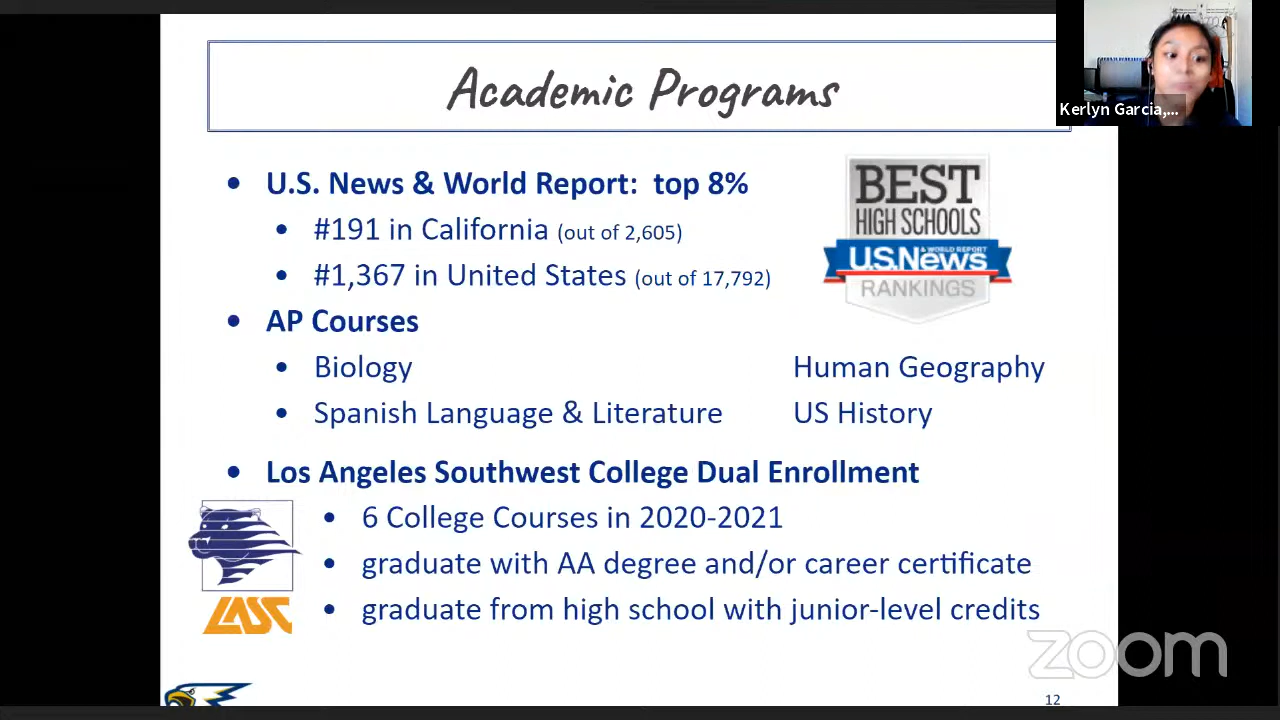 Academic Programs
Kerlyn Garcia,...
U.S. News & World Report: top 8%
#191 in California (out of 2,605)
#1,367 in United States (out of 17,792)
BEST
HIGH SCHOOLS
& WORLD REPORT
U.S.News
RANKINGS
AP Courses
Biology Human Geography
Spanish Language & Literature US History
Los Angeles Southwest College Dual Enrollment
6 College Courses in 2020-2021
graduate with AA degree and/or career certificate
graduate from high school with junior-level credits
LASC
zoom
12